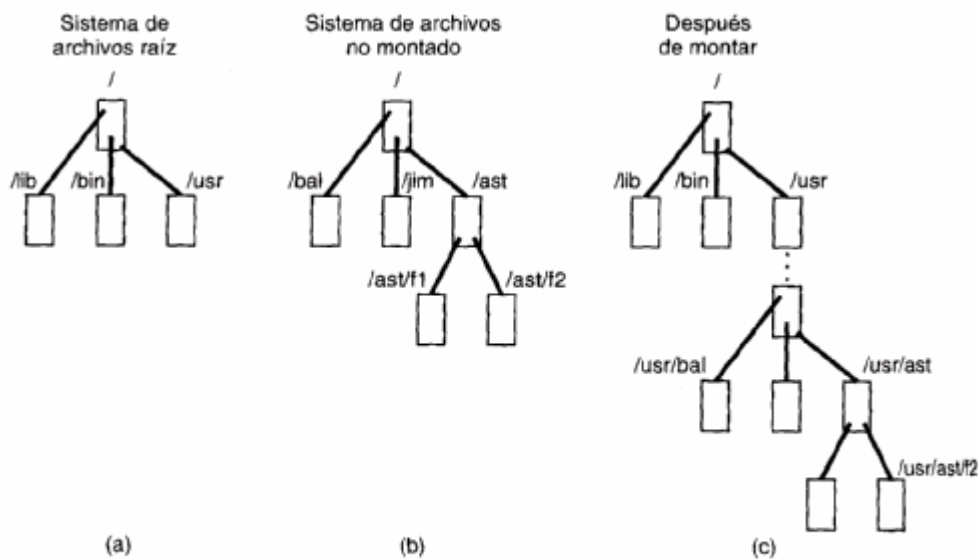 Sistema de
archivos raíz
/
/lib
/bin
/usr
(a)
Sistema de archivos
no montado
/
/bal
/jim
/ast
/ast/f1
/ast/f2
(b)
Después
de montar
/
/lib
/bin
/usr
/usr/bal
/usr/ast
/usr/ast/f2
(c)